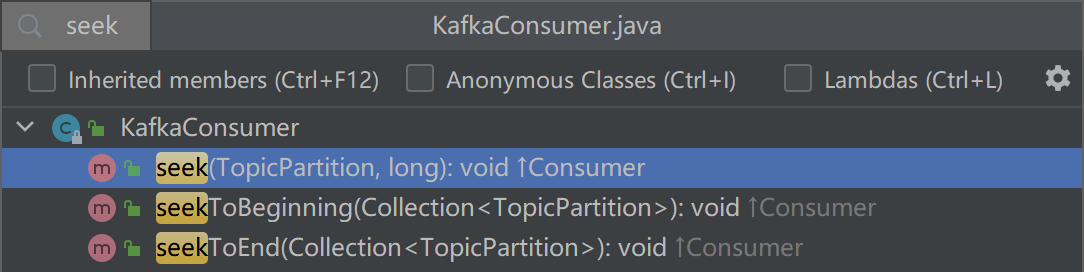 seek KafkaConsumer.java
Inherited members (Ctrl+F12) Anonymous Classes (Ctrl+I) Lambdas (Ctrl+L)
C KafkaConsumer
m seek(TopicPartition, long): void ↑Consumer
m seekToBeginning(Collection<TopicPartition>): void ↑Consumer
m seekToEnd(Collection<TopicPartition>): void ↑Consumer